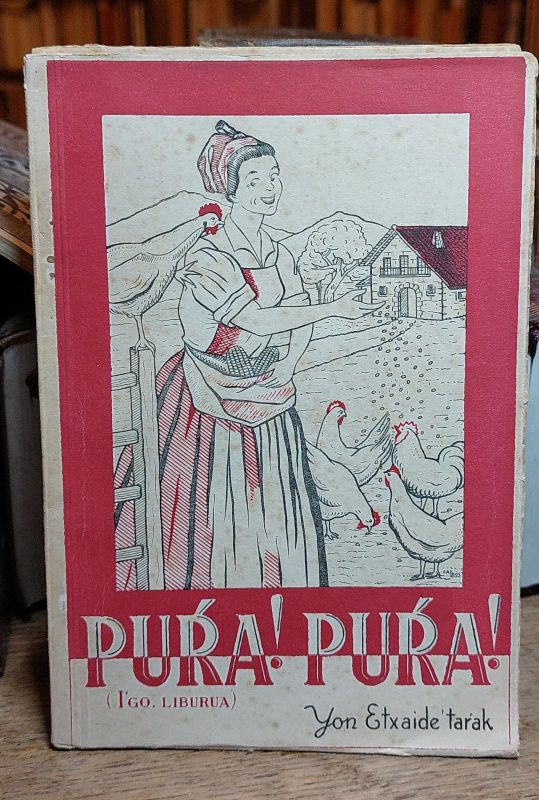 PUŔA! PUŔA!
(I'GO. LIBURUA)
Yon Etxaide'taŕak